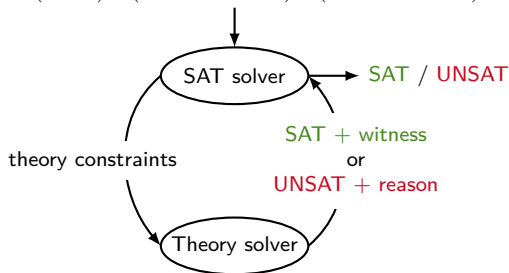 SAT solver
SAT / UNSAT
SAT + witness
theory constraints
or
UNSAT + reason
Theory solver